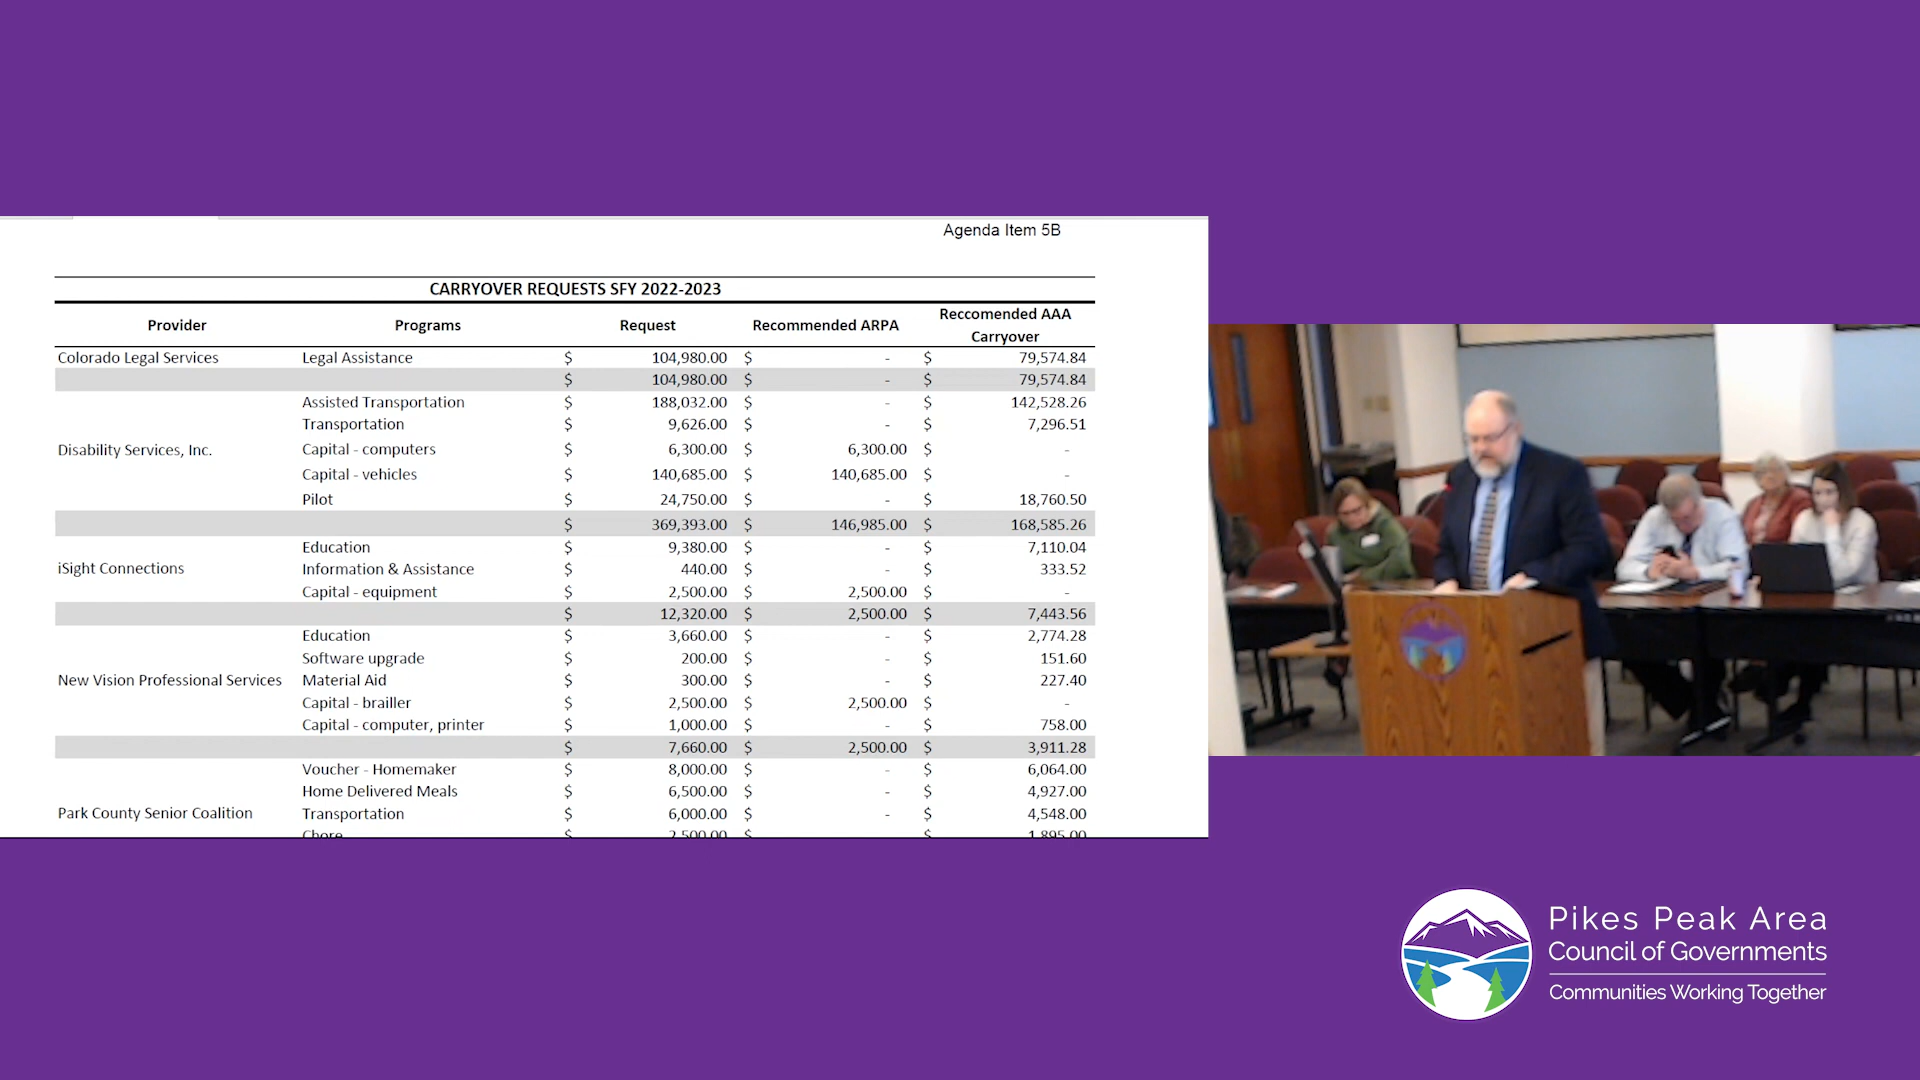 Agenda Item 5B
CARRYOVER REQUESTS SFY 2022-2023
Provider Programs Request Recommended ARPA Reccomended AAA Carryover
Colorado Legal Services Legal Assistance $ 104,980.00 $ - $ 79,574.84
$ 104,980.00 $ - $ 79,574.84
Assisted Transportation $ 188,032.00 $ - $ 142,528.26
Transportation $ 9,626.00 $ - $ 7,296.51
Disability Services, Inc. Capital - computers $ 6,300.00 $ 6,300.00 $ -
Capital - vehicles $ 140,685.00 $ 140,685.00 $ -
Pilot $ 24,750.00 $ - $ 18,760.50
$ 369,393.00 $ 146,985.00 $ 168,585.26
Education $ 9,380.00 $ - $ 7,110.04
iSight Connections Information & Assistance $ 440.00 $ - $ 333.52
Capital - equipment $ 2,500.00 $ 2,500.00 $ -
$ 12,320.00 $ 2,500.00 $ 7,443.56
Education $ 3,660.00 $ - $ 2,774.28
Software upgrade $ 200.00 $ - $ 151.60
New Vision Professional Services Material Aid $ 300.00 $ - $ 227.40
Capital - brailler $ 2,500.00 $ 2,500.00 $ -
Capital - computer, printer $ 1,000.00 $ - $ 758.00
$ 7,660.00 $ 2,500.00 $ 3,911.28
Voucher - Homemaker $ 8,000.00 $ - $ 6,064.00
Home Delivered Meals $ 6,500.00 $ - $ 4,927.00
Park County Senior Coalition Transportation $ 6,000.00 $ - $ 4,548.00
Chore $ 2,500.00 $ $ 1,895.00
Pikes Peak Area
Council of Governments
Communities Working Together